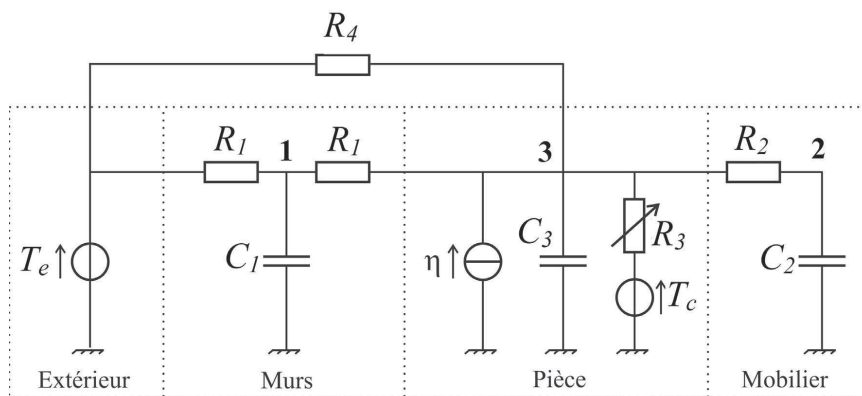 R4
R1 1 R1 3 R2 2
Te C1 η C3 R3 C2
Tc
Extérieur Murs Pièce Mobilier